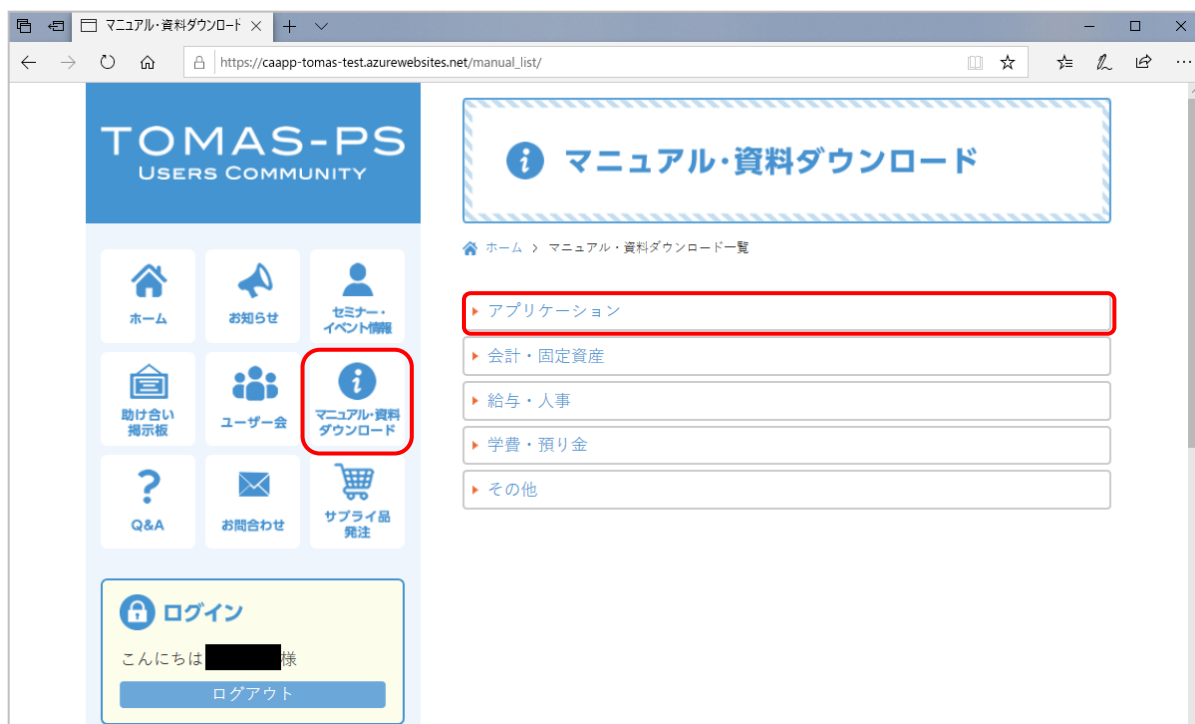 マニュアル・資料ダウンロード
https://caapp-tomas-test.azurewebsites.net/manual_list/
TOMAS-PS
USERS COMMUNITY
ホーム
お知らせ
セミナー・
イベント情報
助け合い
掲示板
ユーザー会
マニュアル・資料
ダウンロード
Q&A
お問合わせ
サプライ品
発注
ログイン
こんにちは
様
ログアウト
マニュアル・資料ダウンロード
ホーム > マニュアル・資料ダウンロード一覧
アプリケーション
会計・固定資産
給与・人事
学費・預り金
その他